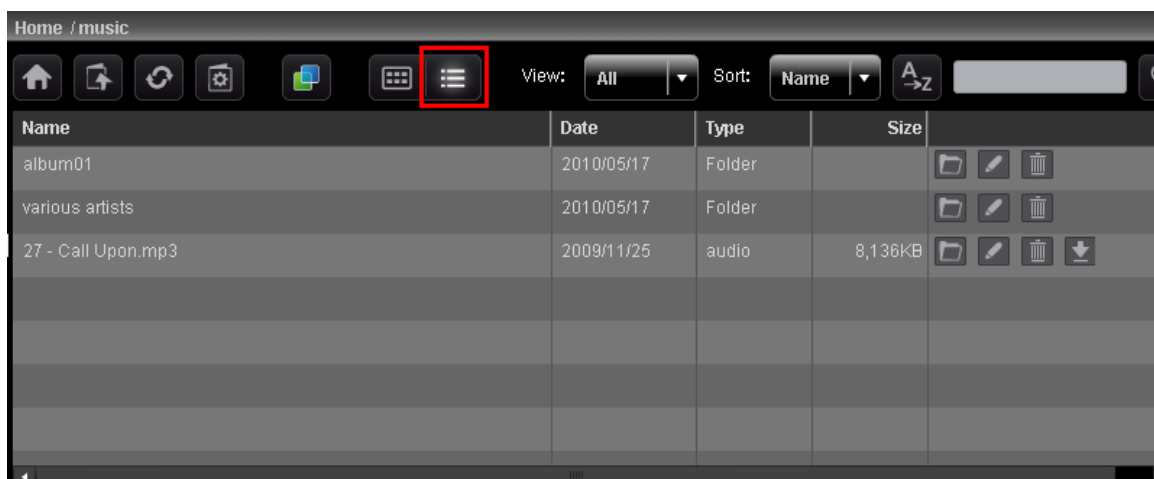 Home / music
View: All Sort: Name A→Z
Name Date Type Size
album01 2010/05/17 Folder
various artists 2010/05/17 Folder
27 - Call Upon.mp3 2009/11/25 audio 8,136KB